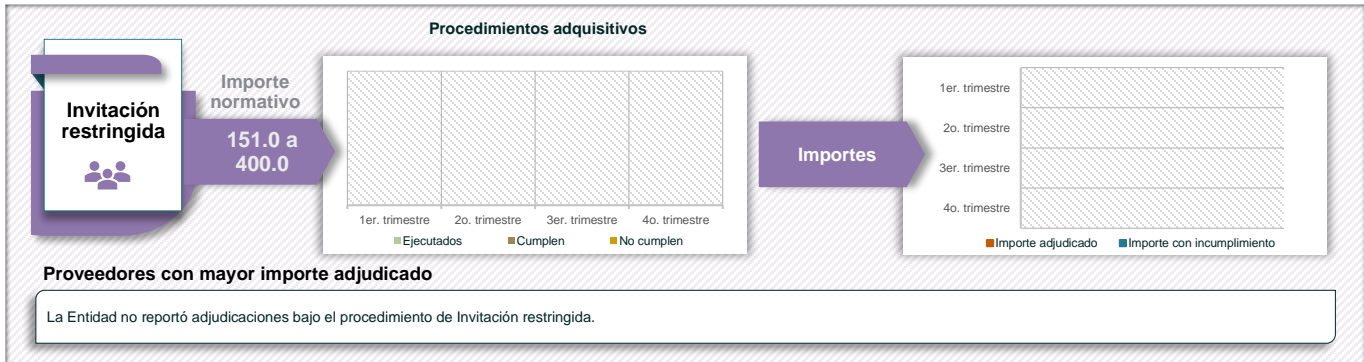 Procedimientos adquisitivos
Invitación
restringida
Importe
normativo
151.0 a
400.0
1er. trimestre
2o. trimestre
3er. trimestre
4o. trimestre
Ejecutados
Cumplen
No cumplen
Importes
1er. trimestre
2o. trimestre
3er. trimestre
4o. trimestre
Importe adjudicado
Importe con incumplimiento
Proveedores con mayor importe adjudicado
La Entidad no reportó adjudicaciones bajo el procedimiento de Invitación restringida.